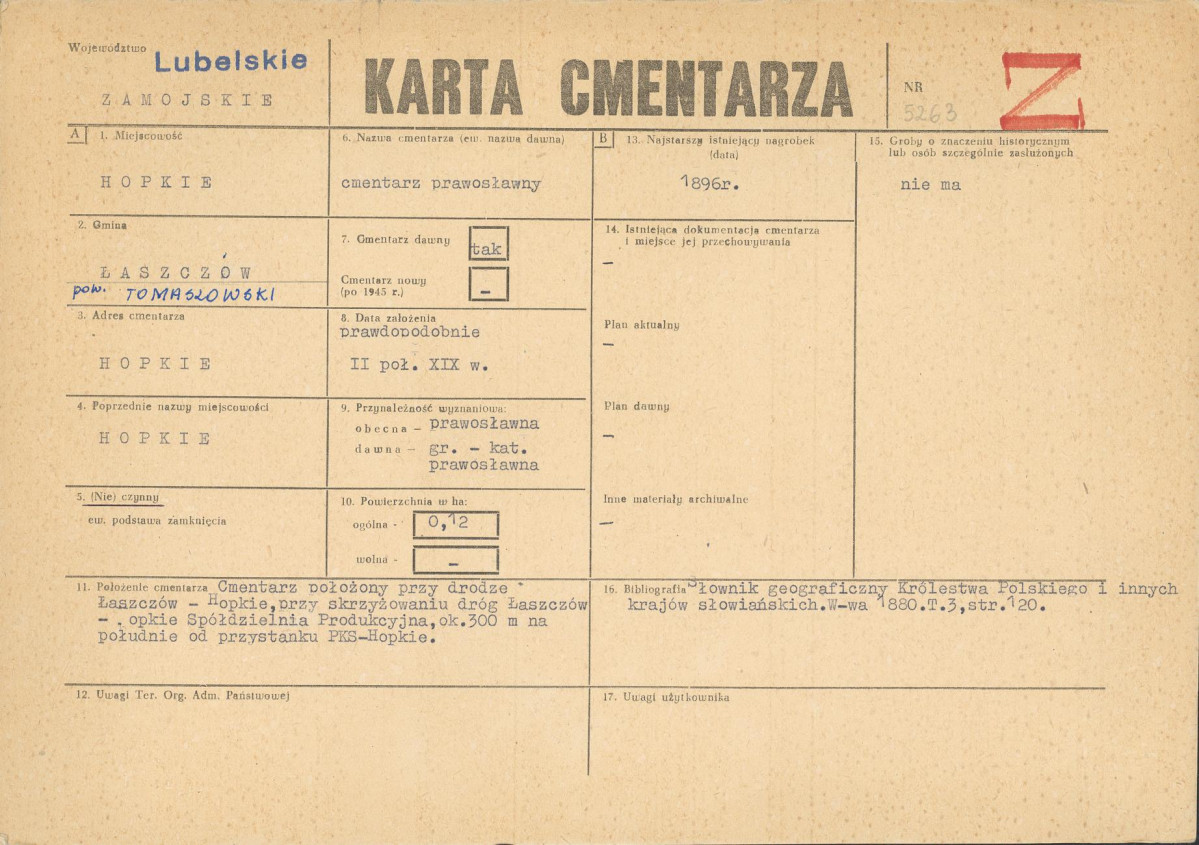 Województwo
Lubelskie
ZAMOJSKIE
KARTA CMENTARZA
NR
5263
Z
A
1. Miejscowość
HOPKIE
2. Gmina
ŁASZCZÓW
pow. TOMASZOWSKI
3. Adres cmentarza
HOPKIE
4. Poprzednie nazwy miejscowości
HOPKIE
5. (Nie) czynny
ew. podstawa zamknięcia
6. Nazwa cmentarza (ew. nazwa dawna)
cmentarz prawosławny
7. Cmentarz dawny
tak
Cmentarz nowy
(po 1945 r.)
-
8. Data założenia
prawdopodobnie
II poł. XIX w.
9. Przynależność wyznaniowa:
obecna – prawosławna
dawna – gr. - kat.
prawosławna
10. Powierzchnia w ha:
ogólna - 0,12
wolna - -
B
13. Najstarszy istniejący nagrobek
(data)
1896r.
14. Istniejąca dokumentacja cmentarza
i miejsce jej przechowywania
-
Plan aktualny
-
Plan dawny
-
Inne materiały archiwalne
-
15. Groby o znaczeniu historycznym
lub osób szczególnie zasłużonych
nie ma
11. Położenie cmentarza Cmentarz położony przy drodze
Łaszczów - Hopkie,przy skrzyżowaniu dróg Łaszczów
- .opkie Spółdzielnia Produkcyjna,ok.300 m na
południe od przystanku PKS-Hopkie.
16. Bibliografia Słownik geograficzny Królestwa Polskiego i innych
krajów słowiańskich.W-wa 1880.T.3,str.120.
12. Uwagi Ter. Org. Adm. Państwowej
17. Uwagi użytkownika